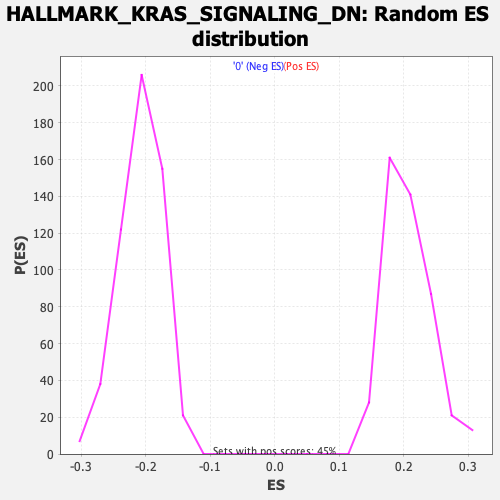 HALLMARK_KRAS_SIGNALING_DN: Random ES
distribution
'0' (Neg ES)(Pos ES)
200
180
160
140
120
100
80
60
40
20
0
P(ES)
Sets with pos scores: 45%
-0.3 -0.2 -0.1 0.0 0.1 0.2 0.3
ES